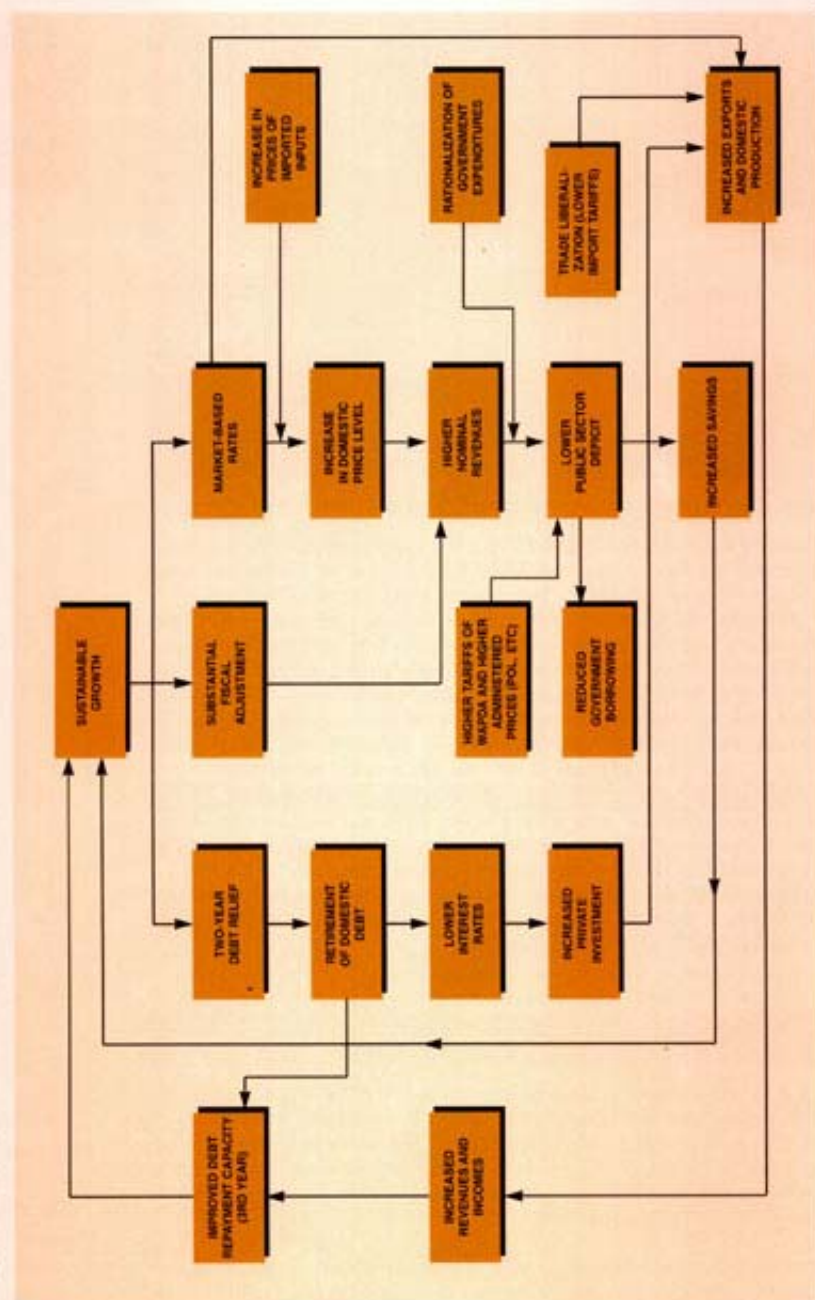 SUSTAINABLE
GROWTH
TWO-YEAR
DEBT RELIEF
SUBSTANTIAL
FISCAL
ADJUSTMENT
MARKET-BASED
RATES
INCREASE IN
PRICES OF
IMPORTED
INPUTS
IMPROVED DEBT
REPAYMENT CAPACITY
(3RD YEAR)
RETIREMENT
OF DOMESTIC
DEBT
INCREASE
IN DOMESTIC
PRICE LEVEL
INCREASED
REVENUES AND
INCOMES
LOWER
INTEREST
RATES
HIGHER
NOMINAL
REVENUES
RATIONALIZATION OF
GOVERNMENT
EXPENDITURES
HIGHER TARIFFS OF
WAPDA AND HIGHER
ADMINISTERED
PRICES (POL, ETC)
INCREASED
PRIVATE
INVESTMENT
REDUCED
GOVERNMENT
BORROWING
LOWER
PUBLIC SECTOR
DEFICIT
TRADE LIBERALI-
ZATION (LOWER
IMPORT TARIFFS)
INCREASED SAVINGS
INCREASED EXPORTS
AND DOMESTIC
PRODUCTION